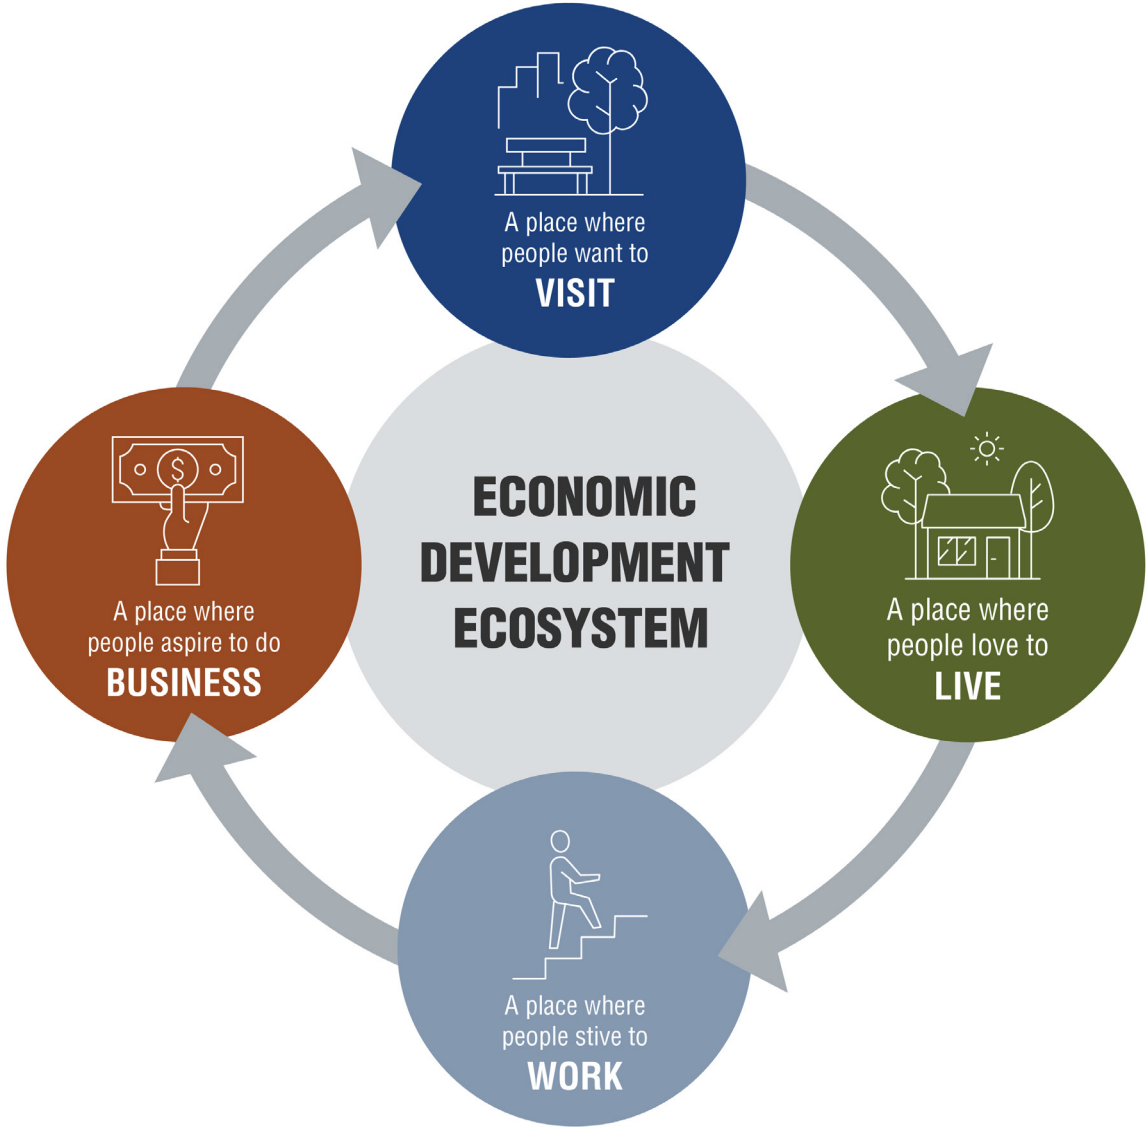 A place where
people want to
VISIT
ECONOMIC
DEVELOPMENT
ECOSYSTEM
$
A place where
people aspire to do
BUSINESS
A place where
people love to
LIVE
A place where
people stive to
WORK